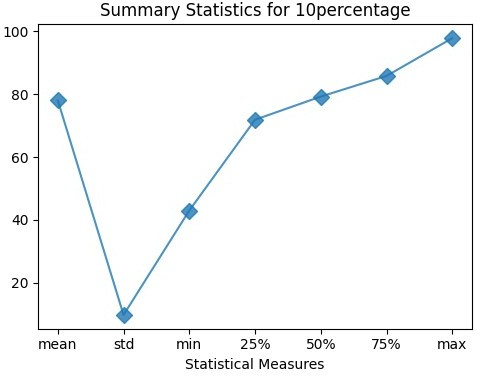 Summary Statistics for 10percentage
100
80
60
40
20
mean std min 25% 50% 75% max
Statistical Measures